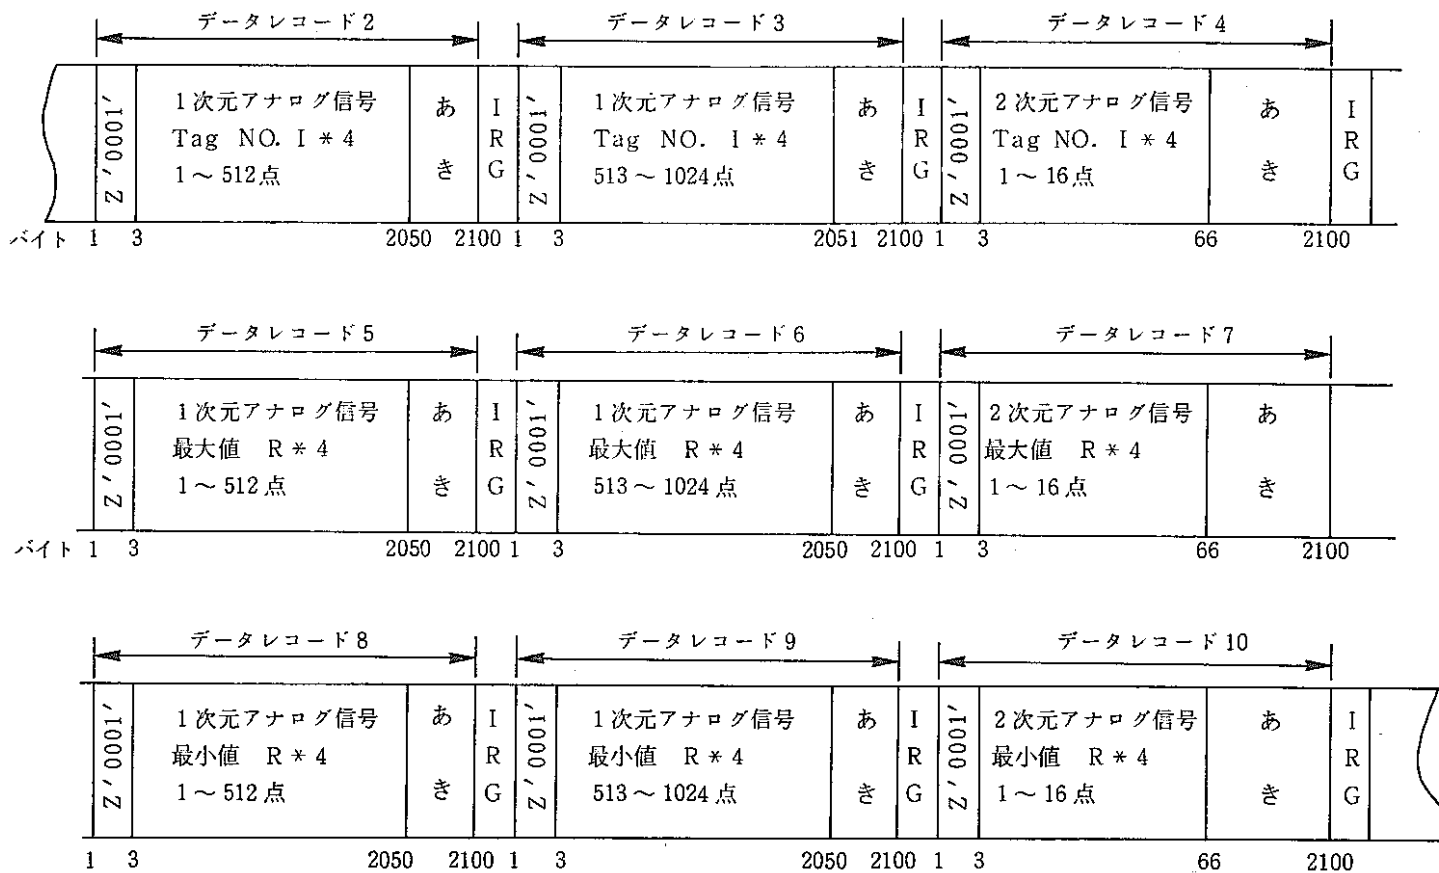 データレコード2 データレコード3 データレコード4
Z'0001' 1次元アナログ信号 Tag NO. I * 4 1～512点 あき IRG Z'0001' 1次元アナログ信号 Tag NO. I * 4 513～1024点 あき IRG Z'0001' 2次元アナログ信号 Tag NO. I * 4 1～16点 あき IRG
バイト 1 3 2050 2100 1 3 2051 2100 1 3 66 2100
データレコード5 データレコード6 データレコード7
Z'0001' 1次元アナログ信号 最大値 R * 4 1～512点 あき IRG Z'0001' 1次元アナログ信号 最大値 R * 4 513～1024点 あき IRG Z'0001' 2次元アナログ信号 最大値 R * 4 1～16点 あき
バイト 1 3 2050 2100 1 3 2050 2100 1 3 66 2100
データレコード8 データレコード9 データレコード10
Z'0001' 1次元アナログ信号 最小値 R * 4 1～512点 あき IRG Z'0001' 1次元アナログ信号 最小値 R * 4 513～1024点 あき IRG Z'0001' 2次元アナログ信号 最小値 R * 4 1～16点 あき IRG
1 3 2050 2100 1 3 2050 2100 1 3 66 2100